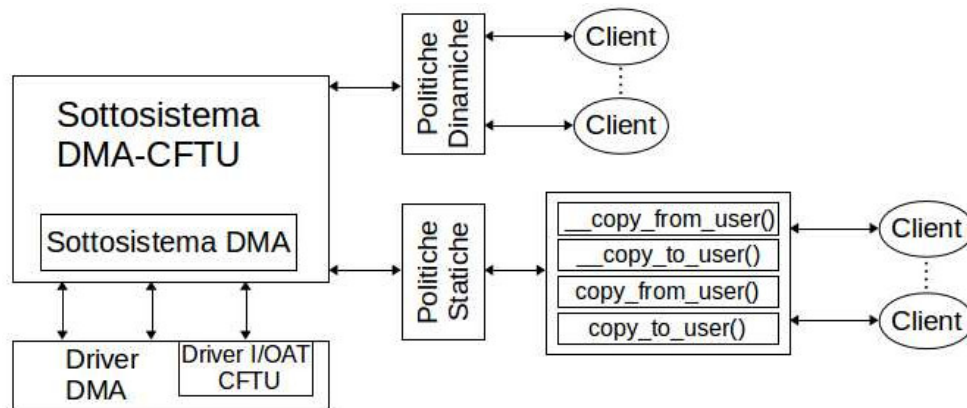 Sottosistema
DMA-CFTU
Sottosistema DMA
Driver
DMA
Driver I/OAT
CFTU
Politiche
Dinamiche
Client
Client
Politiche
Statiche
__copy_from_user()
__copy_to_user()
copy_from_user()
copy_to_user()
Client
Client